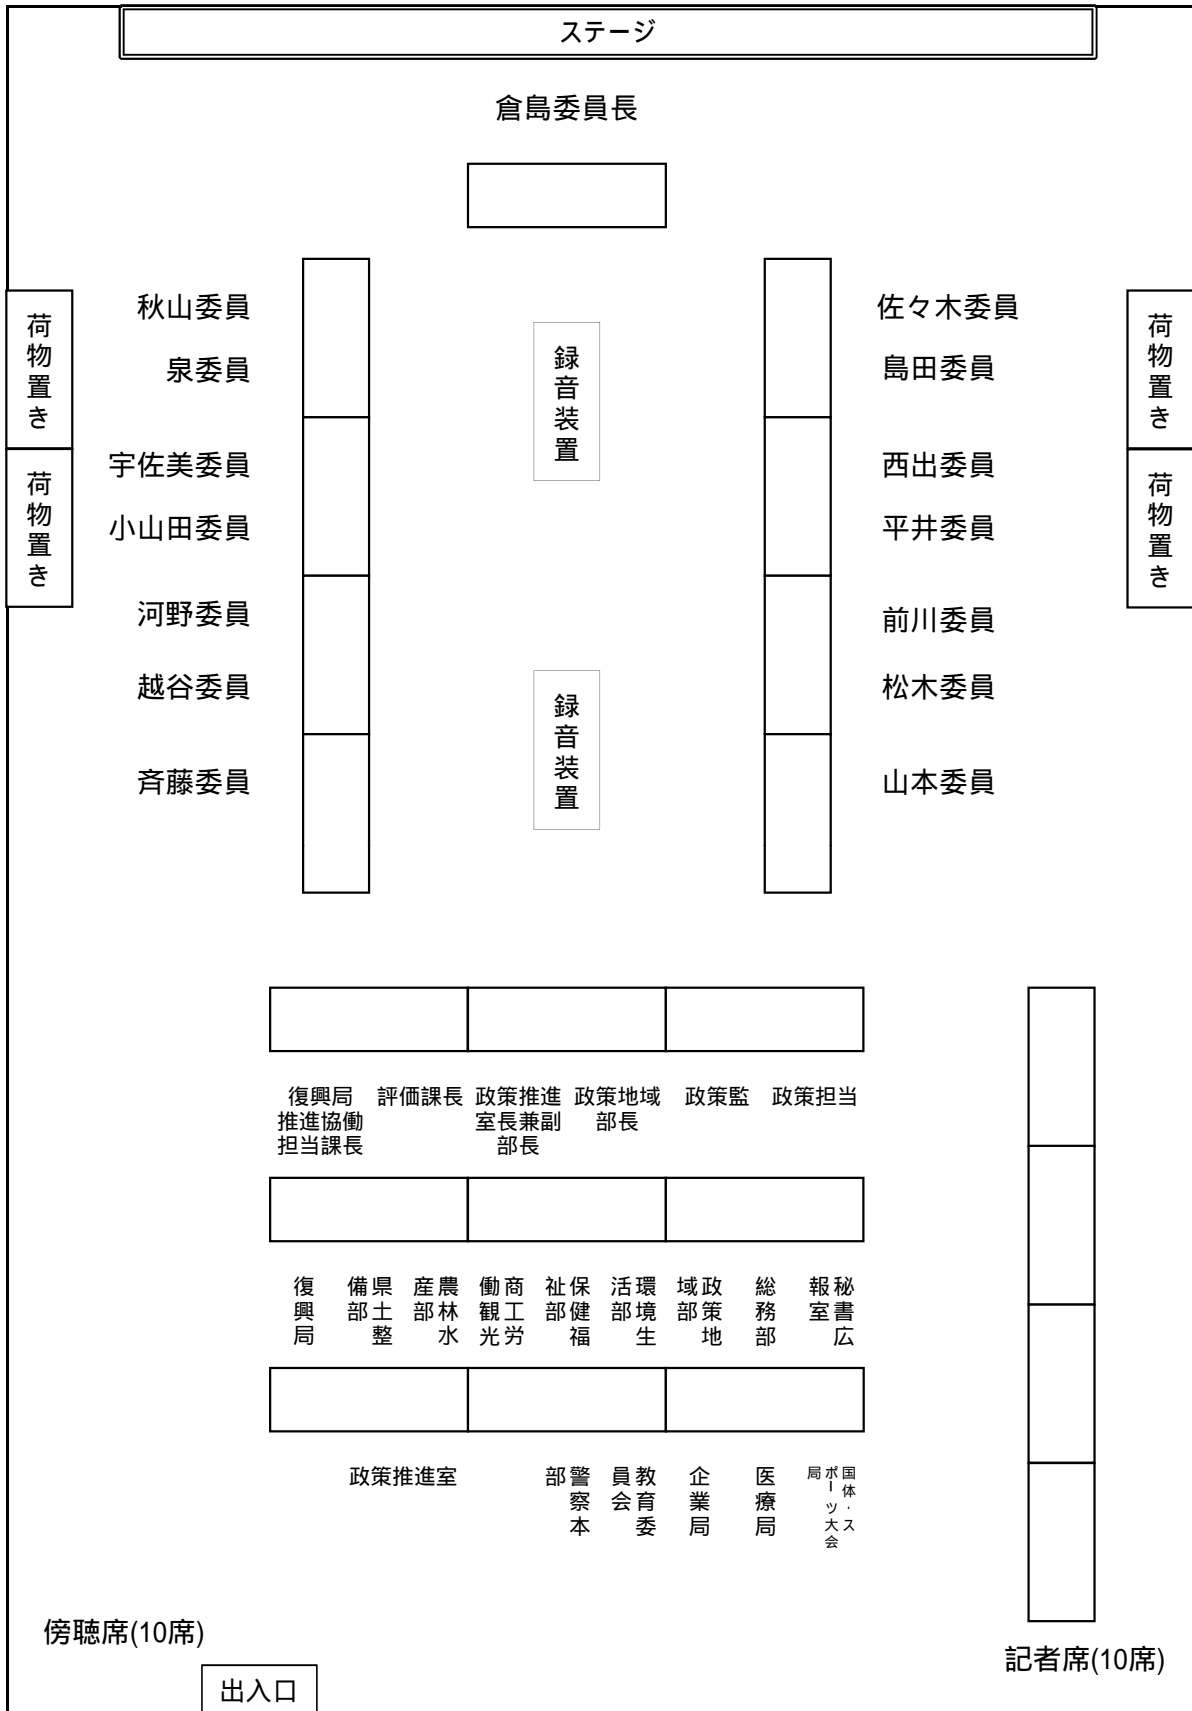 ステージ
倉島委員長
秋山委員
泉委員
宇佐美委員
小山田委員
河野委員
越谷委員
斉藤委員
佐々木委員
島田委員
西出委員
平井委員
前川委員
松木委員
山本委員
荷物置き
荷物置き
荷物置き
荷物置き
録音装置
録音装置
復興局
推進協働
担当課長
評価課長
政策推進
室長兼副
部長
政策地域
部長
政策監
政策担当
復興局
県土整
備部
農林水
産部
商工労
働観光
保健福
祉部
環境生
活部
政策地
域部
総務部
秘書広
報室
政策推進室
警察本
部
教育委
員会
企業局
医療局
国体・ス
ポーツ大会
局
傍聴席(10席)
記者席(10席)
出入口